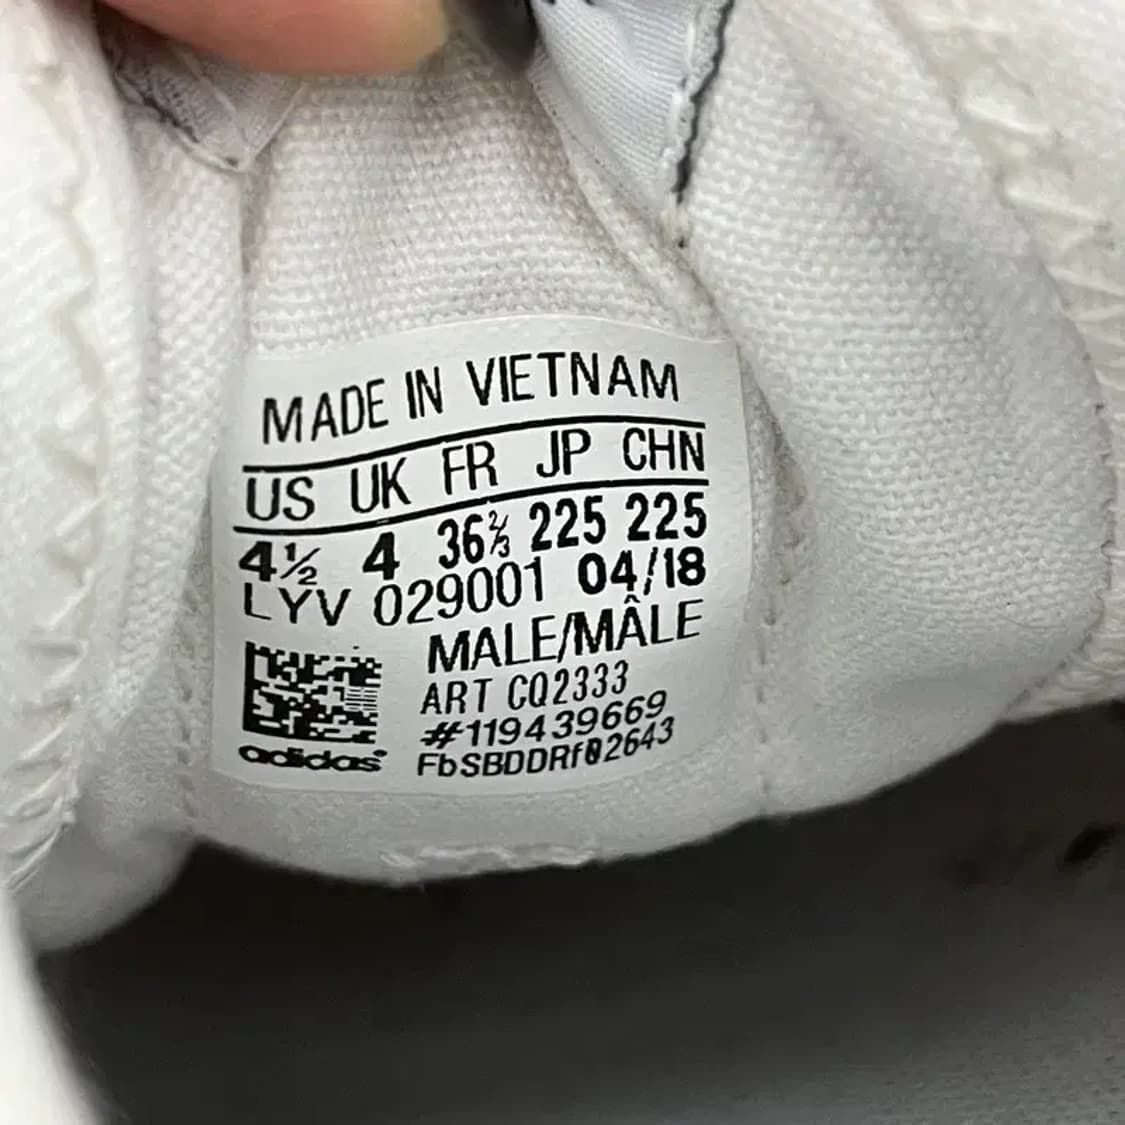 MADE IN VIETNAM
US UK FR JP CHN
4½ 4 36⅔ 225 225
LYV 029001 04/18
MALE/MÂLE
ART CQ2333
#119439669
adidas® FbSBDDRf02643